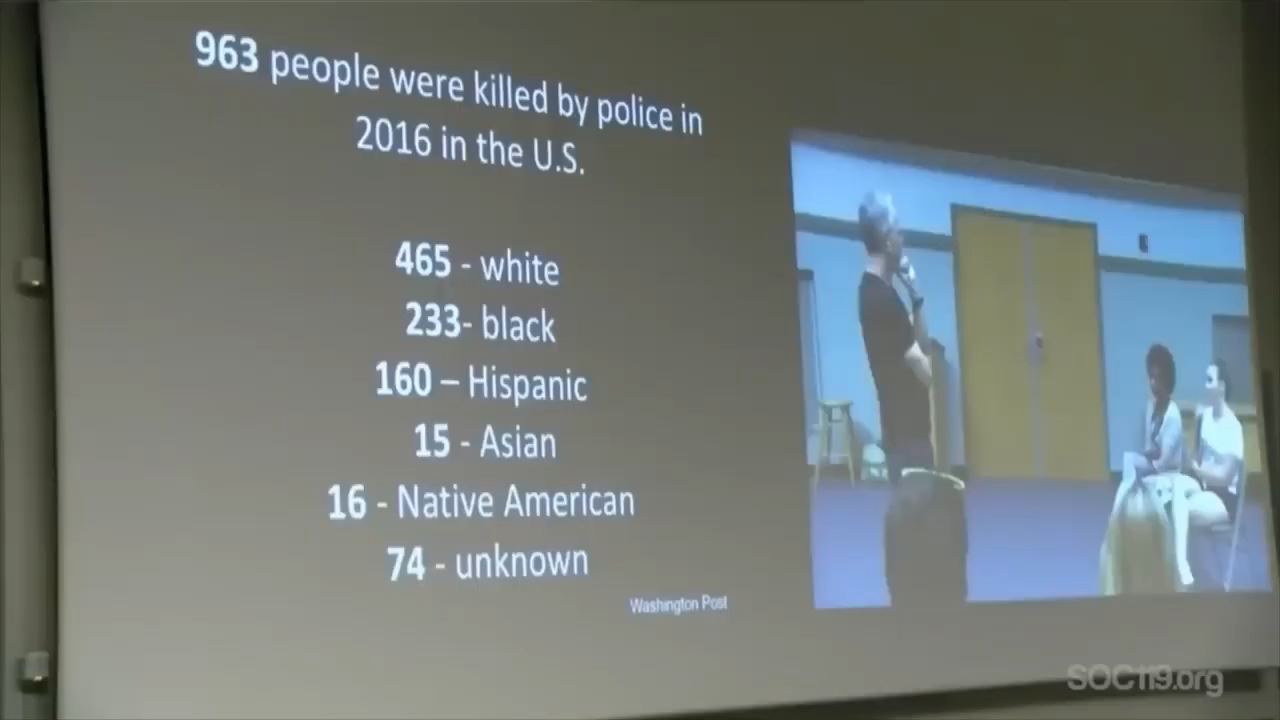 963 people were killed by police in
2016 in the U.S.
465 - white
233- black
160 – Hispanic
15 - Asian
16 - Native American
74 - unknown
Washington Post
SOC119.org